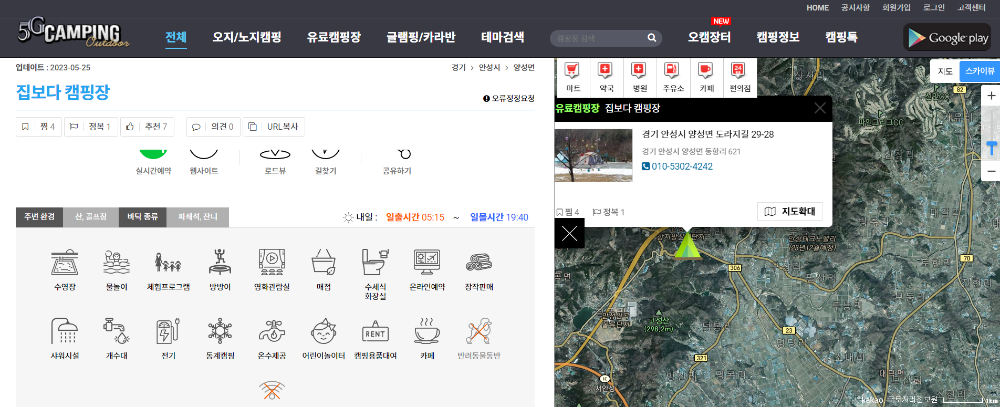 HOME 공지사항 회원가입 로그인 고객센터
5G CAMPING Outdoor
전체 오지/노지캠핑 유료캠핑장 글램핑/카라반 테마검색
캠핑장 검색
NEW
오캠장터 캠핑정보 캠핑톡
Google play
업데이트 : 2023-05-25
경기 > 안성시 > 양성면
집보다 캠핑장
오류정정요청
찜 4 정복 1 추천 7 의견 0 URL복사
실시간예약 웹사이트 로드뷰 길찾기 공유하기
주변 환경 산, 골프장 바닥 종류 파쇄석, 잔디
내일 : 일출시간 05:15 ~ 일몰시간 19:40
수영장 물놀이 체험프로그램 방방이 영화관람실 매점 수세식 화장실 온라인예약 장작판매
RENT
샤워시설 개수대 전기 동계캠핑 온수제공 어린이놀이터 캠핑용품대여 카페 반려동물동반
마트 약국 병원 주유소 카페 24 편의점
지도 스카이뷰
유료캠핑장 집보다 캠핑장
경기 안성시 양성면 도라지길 29-28
경기 안성시 양성면 동항리 621
010-5302-4242
찜 4 정복 1
지도확대
장서리
신안CC
82
파인크리크CC
가유리
신창리
대갈리
방축리
안성테크노밸리
(23년12월예정)
70
306
구장리
필산리
토현리
진현리
보동리
무능리
고성산
(298.2m)
덕봉리
23
명당리
321
소내리
방신리
명목리
대덕면
모산리
소현리
IC
서안성
안성원곡
물류단지
곡면
kakao. 국토지리정보원
1km